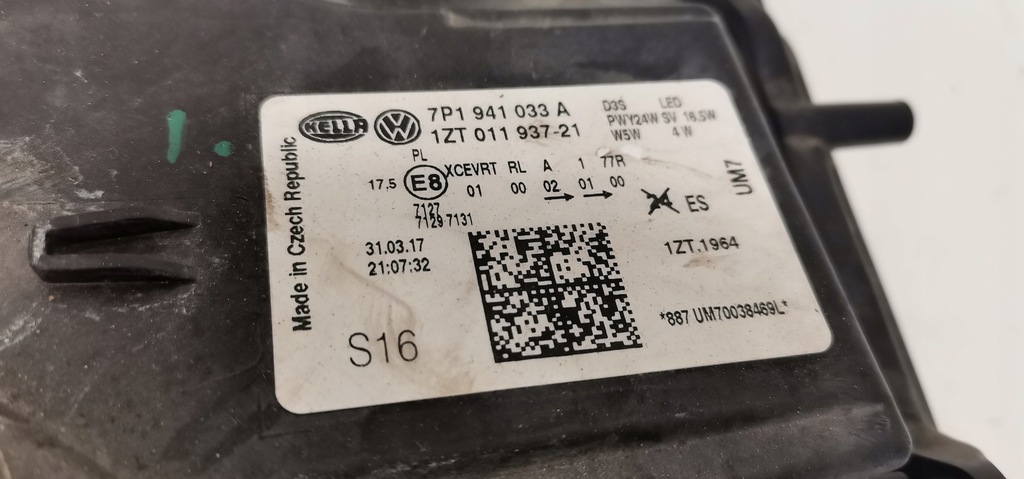 HELLA
7P1 941 033 A
1ZT 011 937-21
D3S LED
PWY24W SV 16.5W
W5W 4W
Made in Czech Republic
PL
17.5 E8 XCEVRT RL A 1 77R
01 00 02 01 00
7127
7129 7131
ES
UM7
31.03.17
21:07:32
1ZT.1964
S16
*887 UM70038469L*